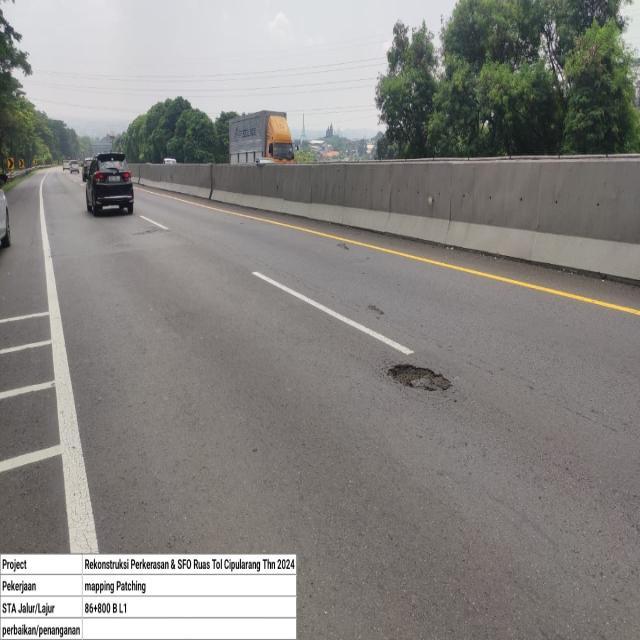 Project Rekonstruksi Perkerasan & SFO Ruas Tol Cipularang Thn 2024
Pekerjaan mapping Patching
STA Jalur/Lajur 86+800 B L1
perbaikan/penanganan